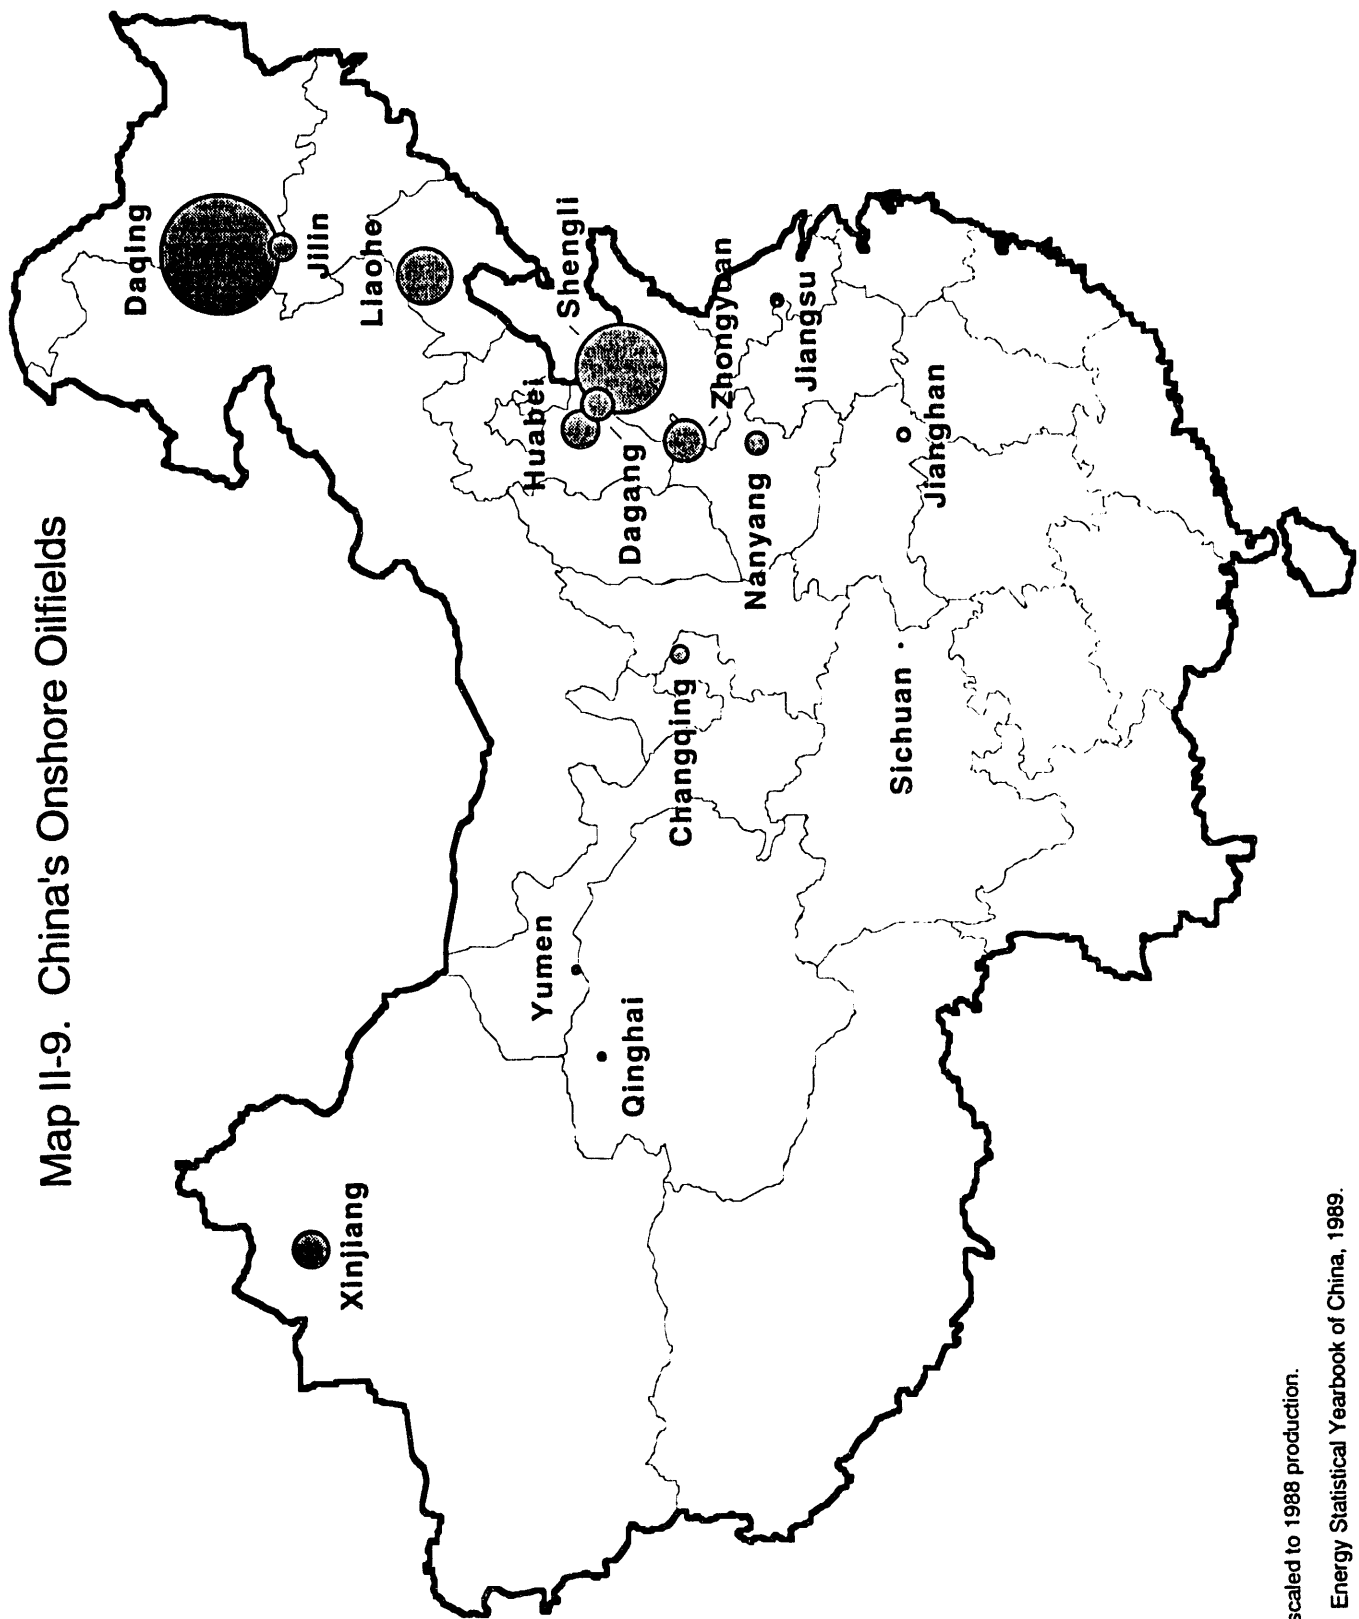 Map II-9. China's Onshore Oilfields
Daqing
Jilin
Liaohe
Shengli
Huabei
Dagang
Zhongyuan
Nanyang
Jiangsu
Jianghan
Changqing
Sichuan
Yumen
Qinghai
Xinjiang
scaled to 1988 production.
Energy Statistical Yearbook of China, 1989.